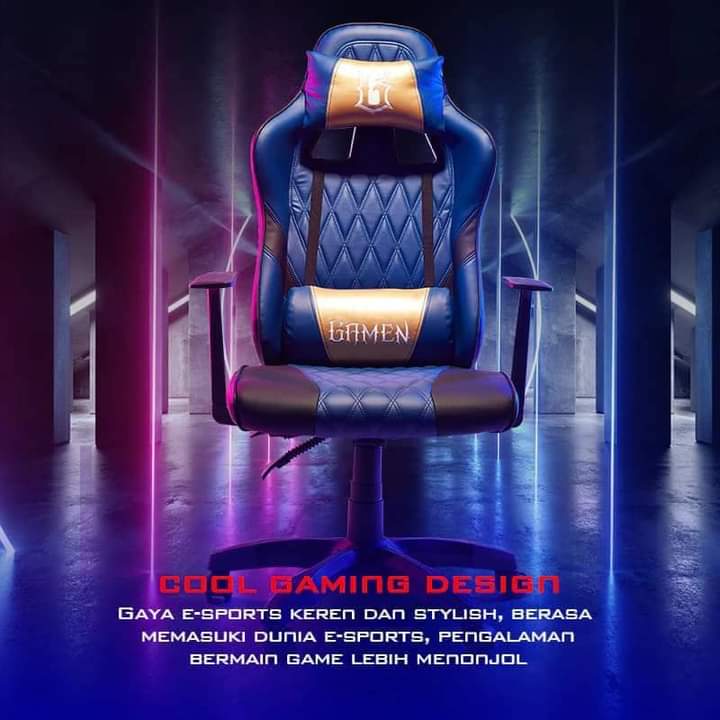 G
GAMEN
COOL GAMING DESIGN
GAYA E-SPORTS KEREN DAN STYLISH, BERASA
MEMASUKI DUNIA E-SPORTS, PENGALAMAN
BERMAIN GAME LEBIH MENONJOL